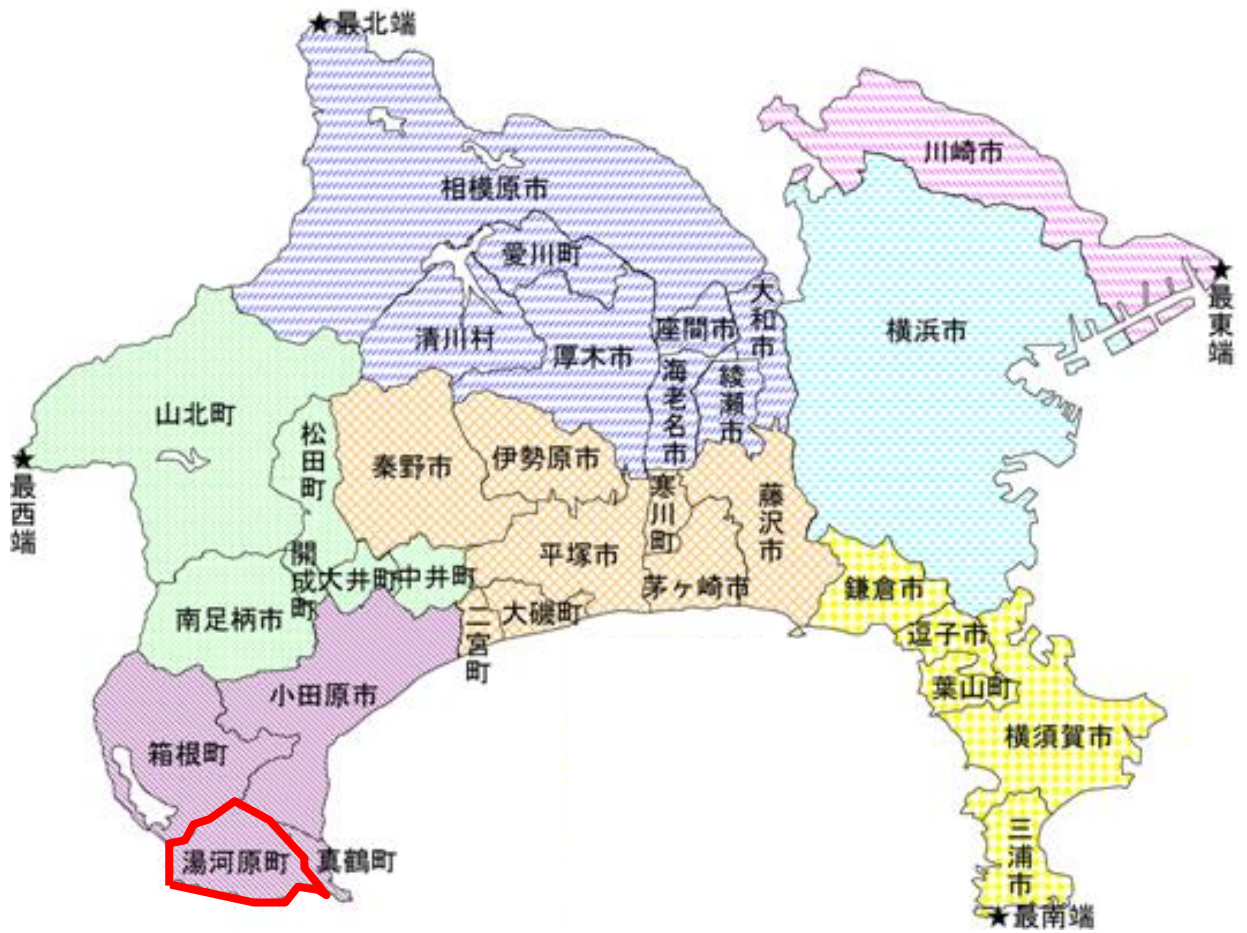 ★最北端
川崎市
相模原市
愛川町
大和市
★最東端
座間市
横浜市
清川村
厚木市
海老名市
綾瀬市
山北町
松田町
秦野市
伊勢原市
★最西端
寒川町
藤沢市
開成町
大井町
中井町
平塚市
茅ヶ崎市
鎌倉市
南足柄市
二宮町
大磯町
逗子市
葉山町
小田原市
横須賀市
箱根町
湯河原町
真鶴町
三浦市
★最南端